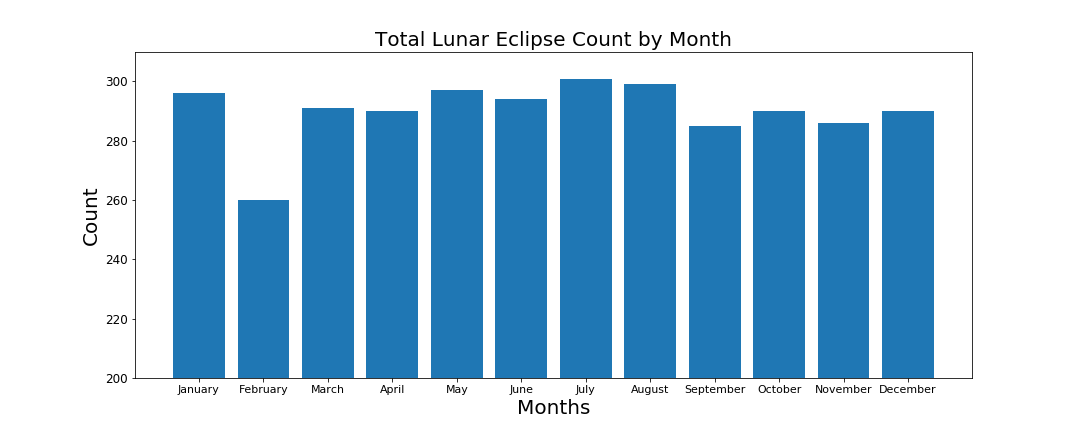 Total Lunar Eclipse Count by Month
300
280
260
240
220
200
Count
January February March April May June July August September October November December
Months